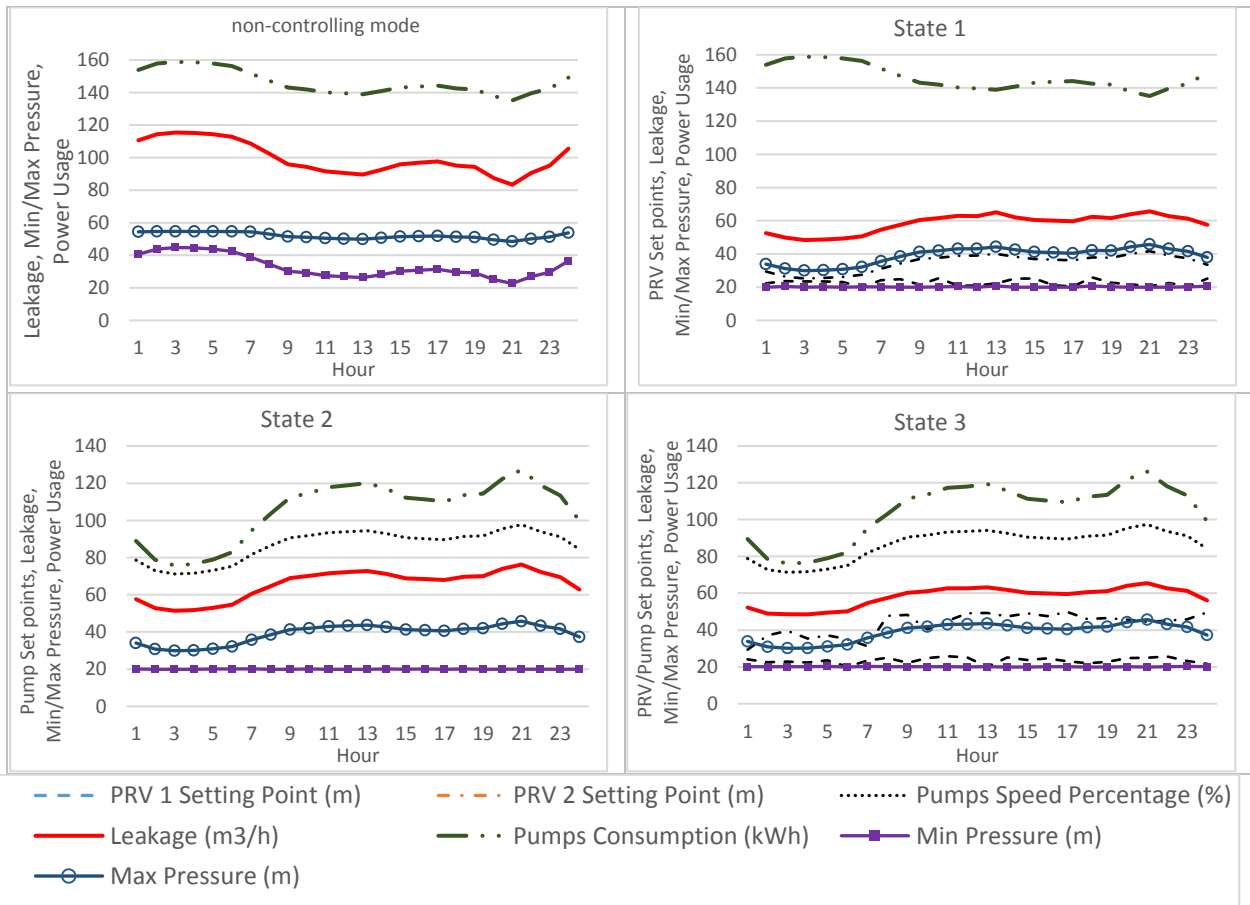 non-controlling mode
Leakage, Min/Max Pressure,
Power Usage
160
140
120
100
80
60
40
20
0
1 3 5 7 9 11 13 15 17 19 21 23
Hour
State 1
PRV Set points, Leakage,
Min/Max Pressure, Power Usage
160
140
120
100
80
60
40
20
0
1 3 5 7 9 11 13 15 17 19 21 23
Hour
State 2
Pump Set points, Leakage,
Min/Max Pressure, Power Usage
140
120
100
80
60
40
20
0
1 3 5 7 9 11 13 15 17 19 21 23
Hour
State 3
PRV/Pump Set points, Leakage,
Min/Max Pressure, Power Usage
140
120
100
80
60
40
20
0
1 3 5 7 9 11 13 15 17 19 21 23
Hour
PRV 1 Setting Point (m) PRV 2 Setting Point (m) Pumps Speed Percentage (%)
Leakage (m3/h) Pumps Consumption (kWh) Min Pressure (m)
Max Pressure (m)